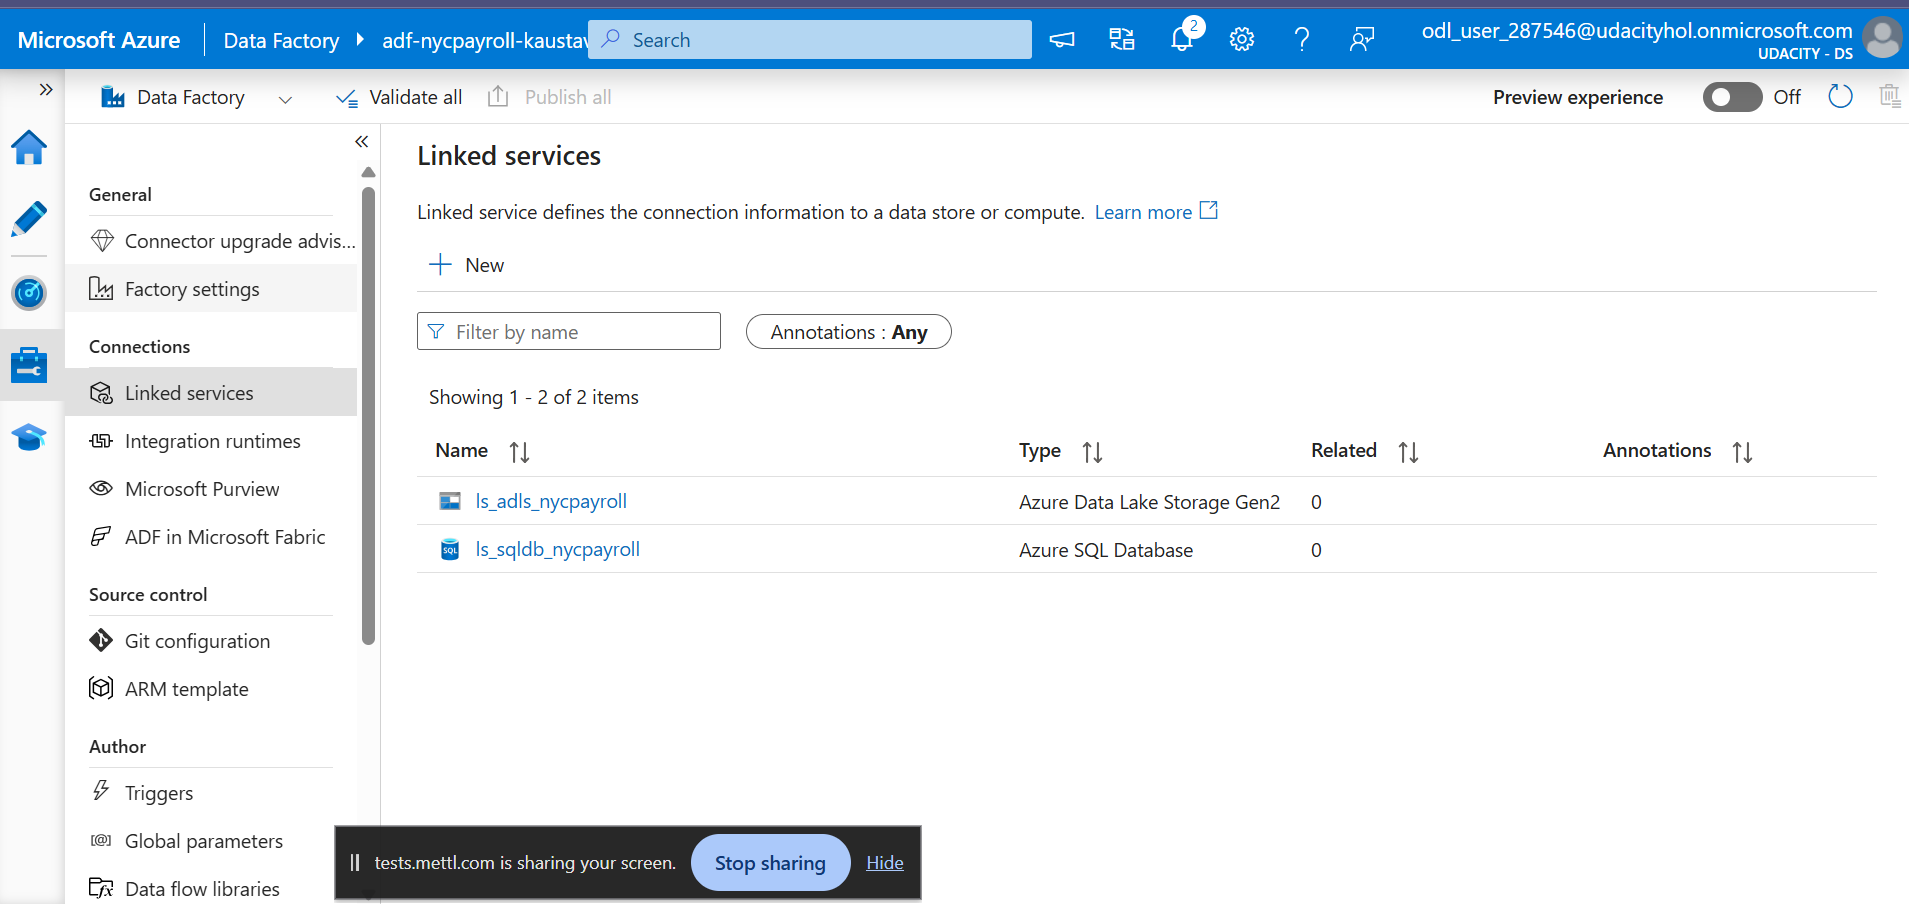 Microsoft Azure
Data Factory
adf-nycpayroll-kaustav
Search
2
odl_user_287546@udacityhol.onmicrosoft.com
UDACITY - DS
Data Factory
Validate all
Publish all
Preview experience
Off
General
Connector upgrade advis...
Factory settings
Connections
Linked services
Integration runtimes
Microsoft Purview
ADF in Microsoft Fabric
Source control
Git configuration
ARM template
Author
Triggers
Global parameters
Data flow libraries
Linked services
Linked service defines the connection information to a data store or compute. Learn more
New
Filter by name
Annotations : Any
Showing 1 - 2 of 2 items
Name Type Related Annotations
ls_adls_nycpayroll Azure Data Lake Storage Gen2 0
SQL ls_sqldb_nycpayroll Azure SQL Database 0
tests.mettl.com is sharing your screen. Stop sharing Hide